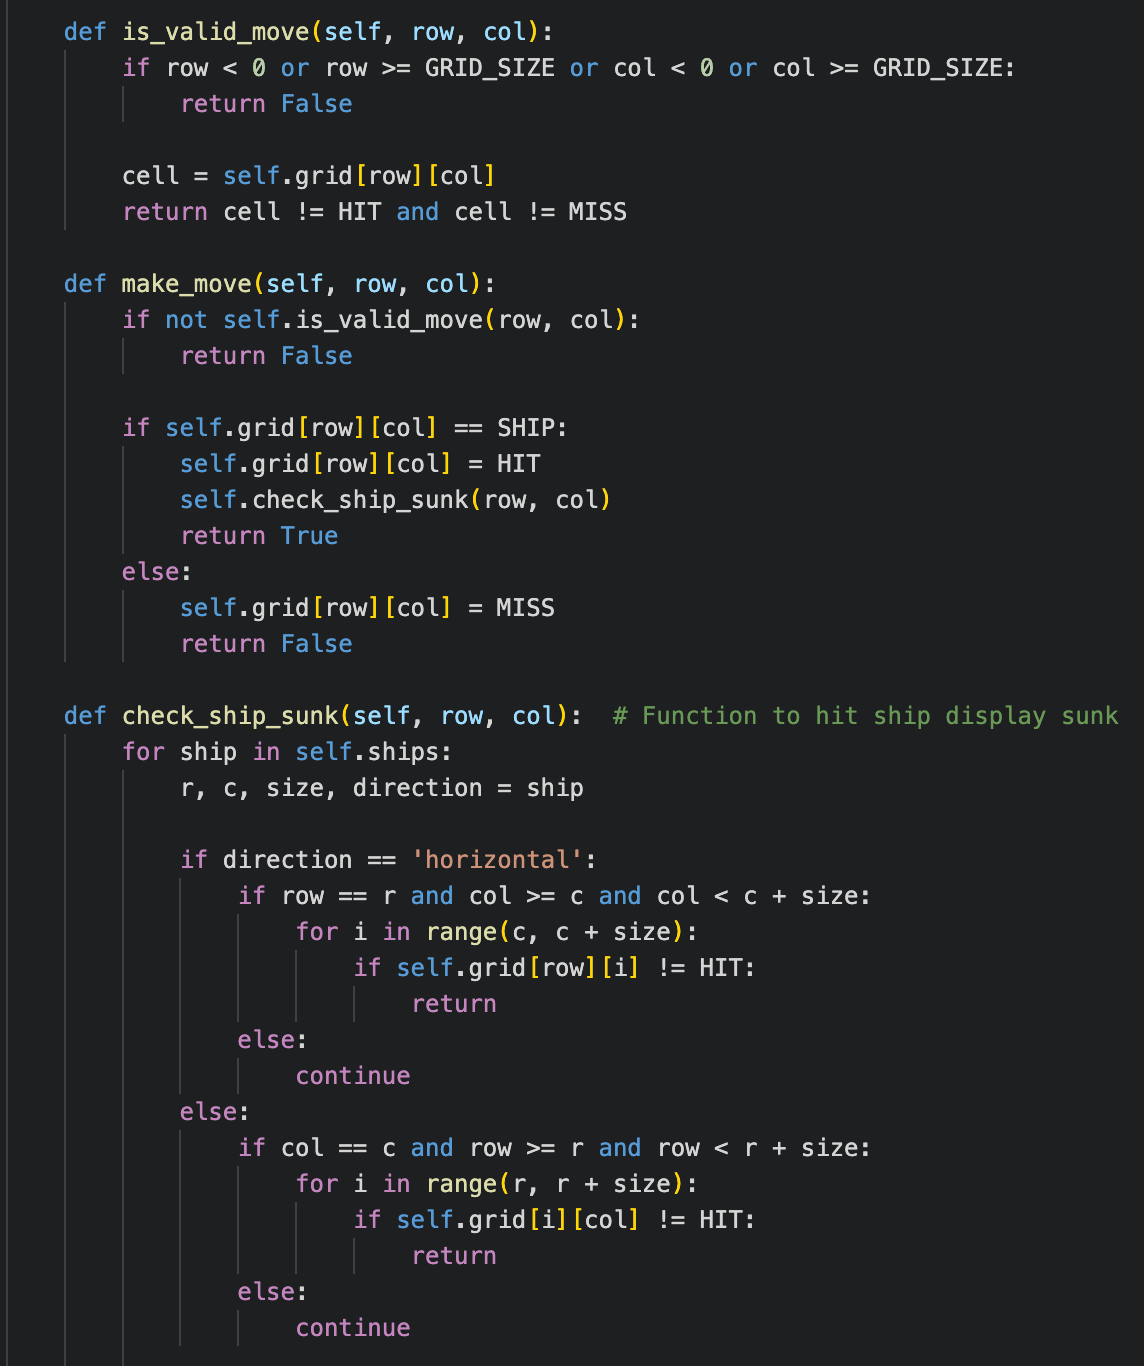 def is_valid_move(self, row, col):
    if row < 0 or row >= GRID_SIZE or col < 0 or col >= GRID_SIZE:
        return False

    cell = self.grid[row][col]
    return cell != HIT and cell != MISS

def make_move(self, row, col):
    if not self.is_valid_move(row, col):
        return False

    if self.grid[row][col] == SHIP:
        self.grid[row][col] = HIT
        self.check_ship_sunk(row, col)
        return True
    else:
        self.grid[row][col] = MISS
        return False

def check_ship_sunk(self, row, col):  # Function to hit ship display sunk
    for ship in self.ships:
        r, c, size, direction = ship

        if direction == 'horizontal':
            if row == r and col >= c and col < c + size:
                for i in range(c, c + size):
                    if self.grid[row][i] != HIT:
                        return
            else:
                continue
        else:
            if col == c and row >= r and row < r + size:
                for i in range(r, r + size):
                    if self.grid[i][col] != HIT:
                        return
            else:
                continue